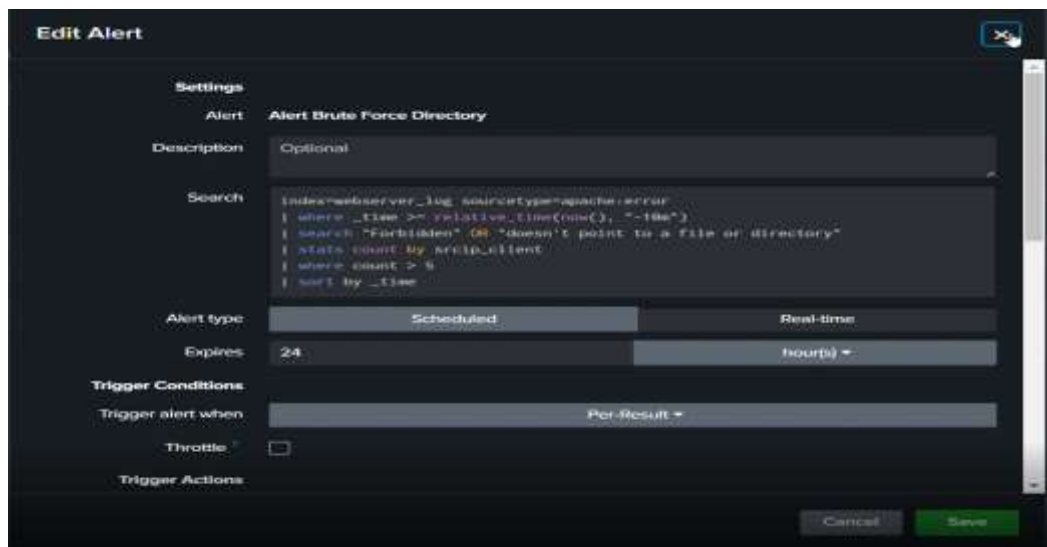 Edit Alert
Settings
Alert Alert Brute Force Directory
Description Optional
Search index=webserver_log sourcetype=apache:error
| where _time >= relative_time(now(), "-10m")
| search "Forbidden" OR "doesn't point to a file or directory"
| stats count by srcip_client
| where count > 5
| sort by _time
Alert type Scheduled Real-time
Expires 24 hour(s)
Trigger Conditions
Trigger alert when Per-Result
Throttle ?
Trigger Actions
Cancel Save